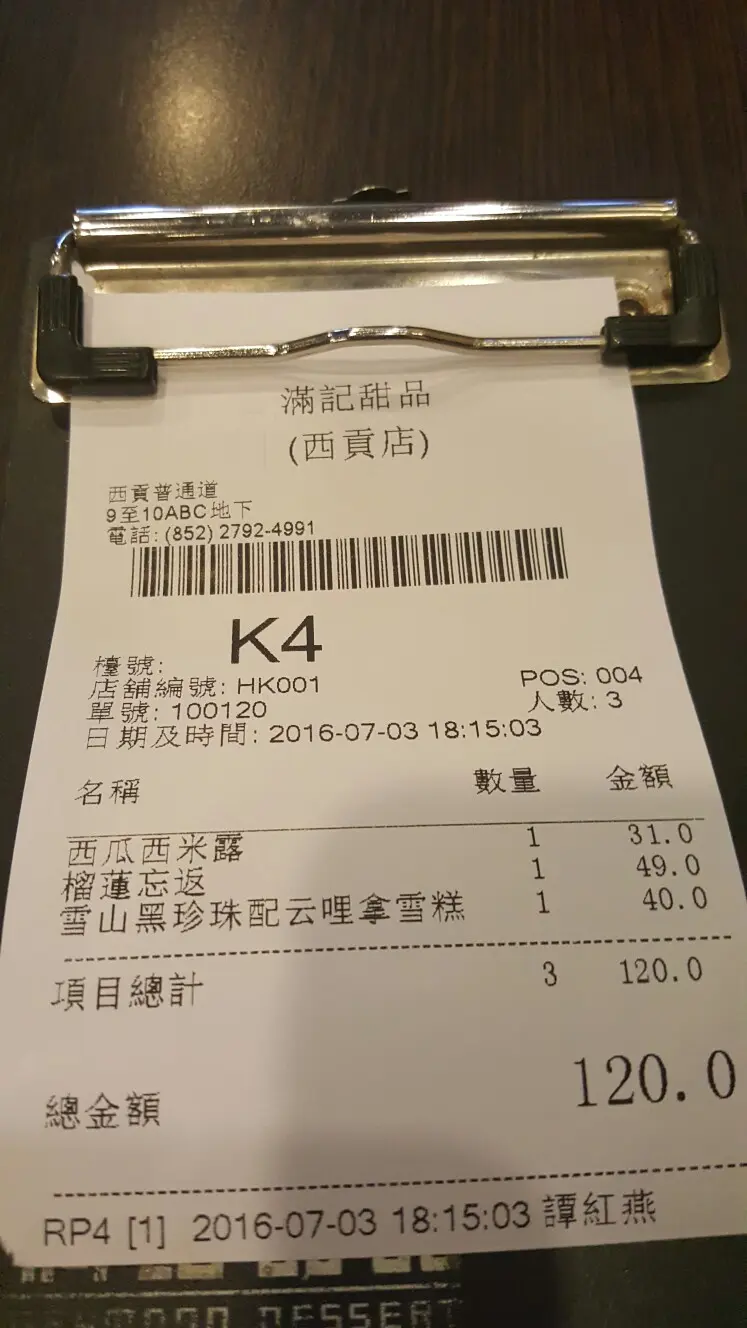 滿記甜品
(西貢店)
西貢普通道
9至10ABC地下
電話: (852) 2792-4991
檯號: K4
店舖編號: HK001 POS: 004
單號: 100120 人數: 3
日期及時間: 2016-07-03 18:15:03
名稱 數量 金額
西瓜西米露 1 31.0
榴蓮忘返 1 49.0
雪山黑珍珠配云哩拿雪糕 1 40.0
項目總計 3 120.0
總金額 120.0
RP4 [1] 2016-07-03 18:15:03 譚紅燕
DESSERT